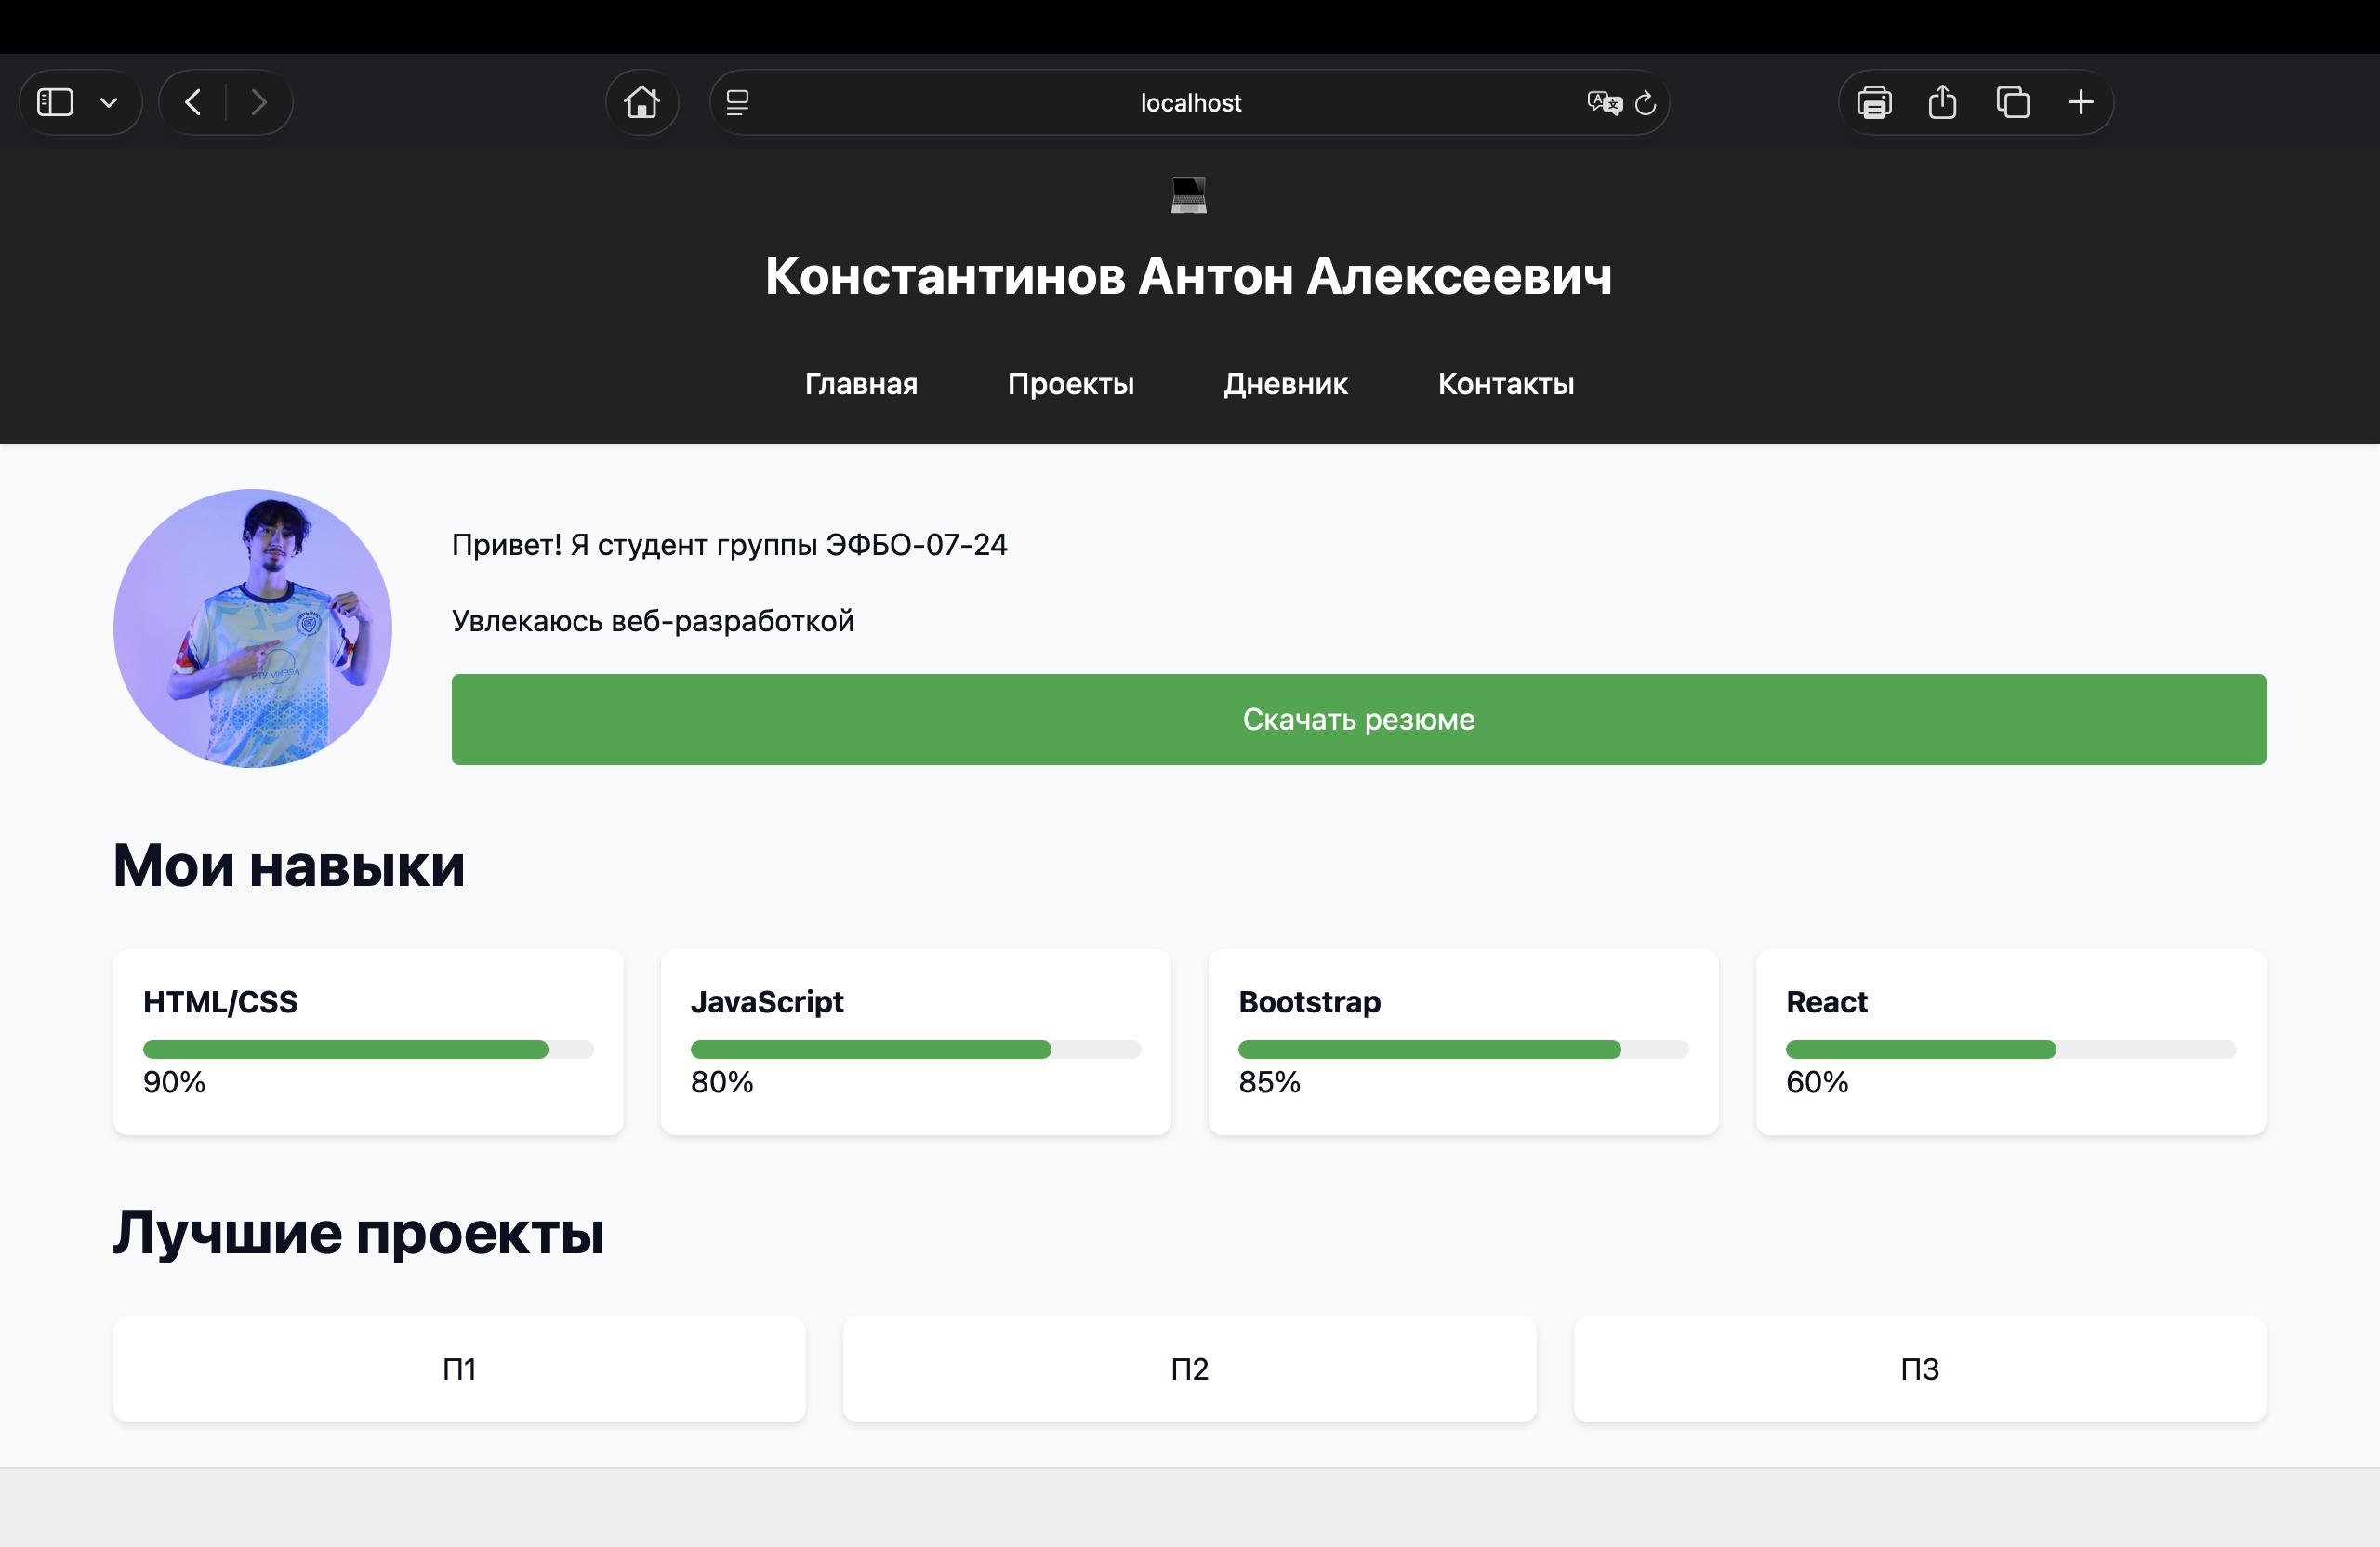 localhost
Константинов Антон Алексеевич
Главная Проекты Дневник Контакты
Привет! Я студент группы ЭФБО-07-24
Увлекаюсь веб-разработкой
Скачать резюме
Мои навыки
HTML/CSS JavaScript Bootstrap React
90% 80% 85% 60%
Лучшие проекты
П1 П2 П3